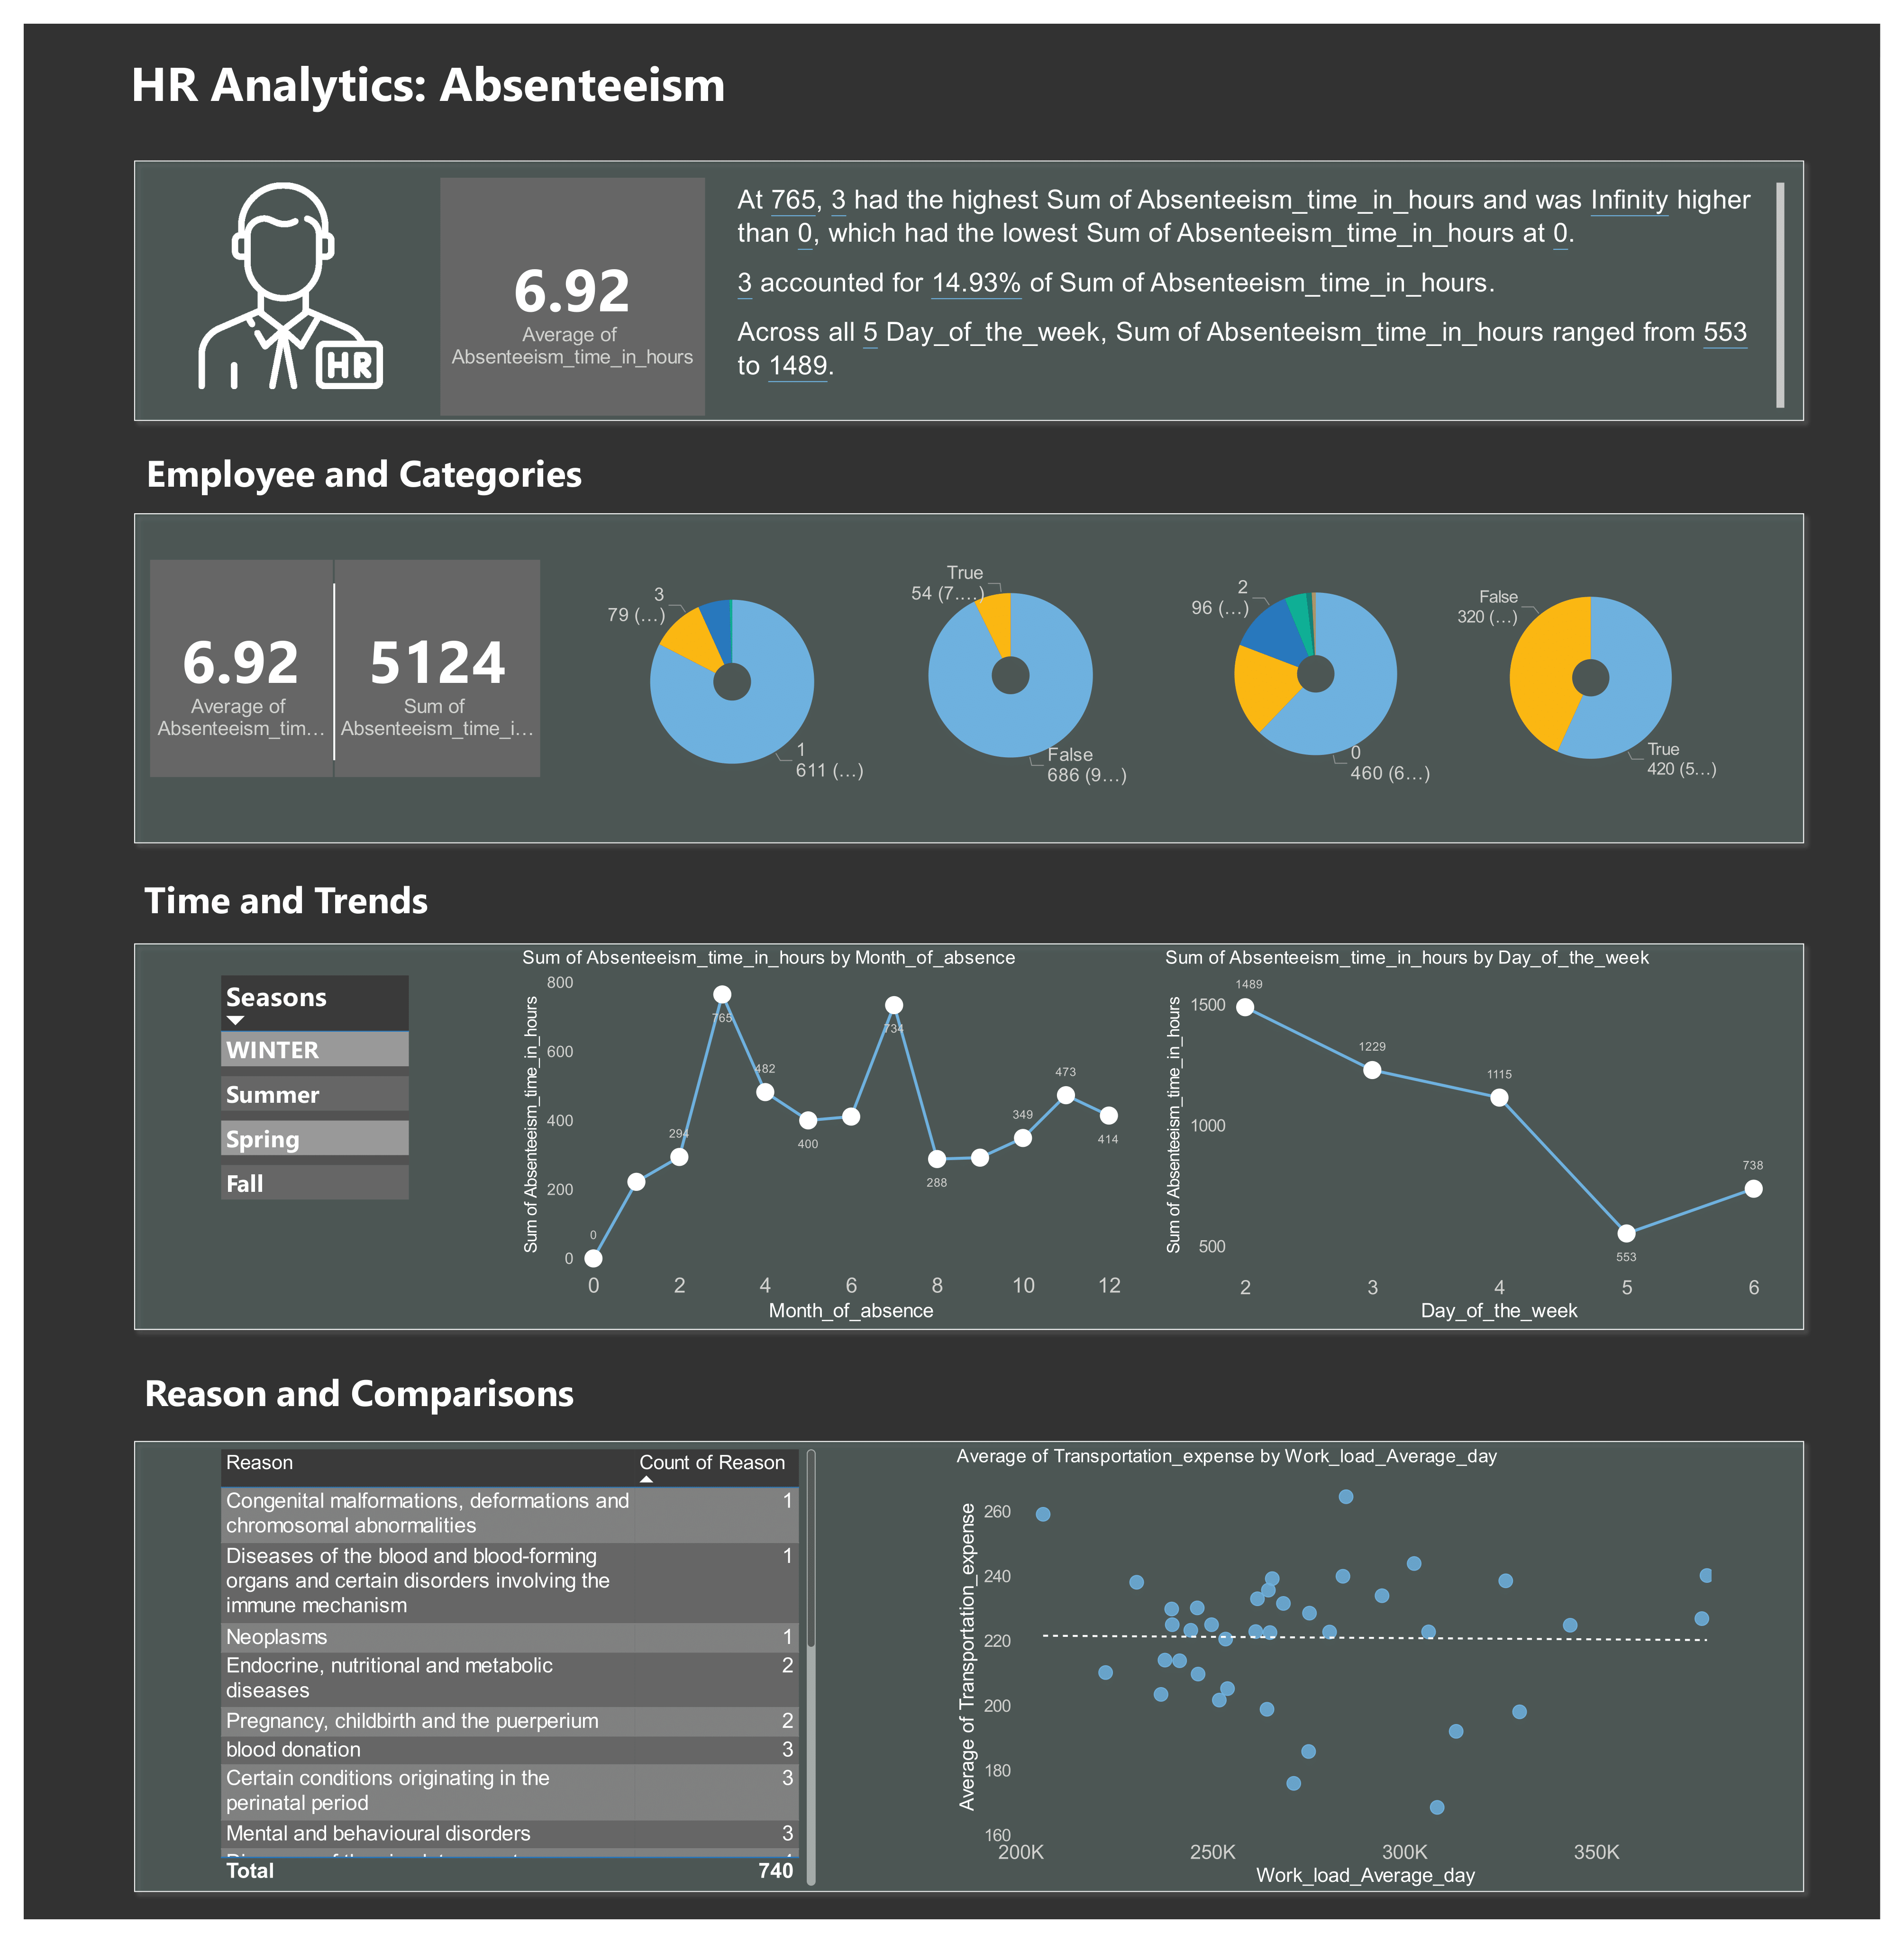 HR Analytics: Absenteeism
HR
6.92
Average of
Absenteeism_time_in_hours
At 765, 3 had the highest Sum of Absenteeism_time_in_hours and was Infinity higher
than 0, which had the lowest Sum of Absenteeism_time_in_hours at 0.
3 accounted for 14.93% of Sum of Absenteeism_time_in_hours.
Across all 5 Day_of_the_week, Sum of Absenteeism_time_in_hours ranged from 553
to 1489.
Employee and Categories
6.92
Average of
Absenteeism_tim...
5124
Sum of
Absenteeism_time_i...
3
79 (...)
1
611 (...)
True
54 (7....)
False
686 (9...)
2
96 (...)
0
460 (6...)
False
320 (...)
True
420 (5...)
Time and Trends
Seasons
WINTER
Summer
Spring
Fall
Sum of Absenteeism_time_in_hours by Month_of_absence
Sum of Absenteeism_time_in_hours
800
600
400
200
0
0
294
765
482
400
734
288
349
473
414
0 2 4 6 8 10 12
Month_of_absence
Sum of Absenteeism_time_in_hours by Day_of_the_week
Sum of Absenteeism_time_in_hours
1500
1000
500
1489
1229
1115
553
738
2 3 4 5 6
Day_of_the_week
Reason and Comparisons
Reason Count of Reason
Congenital malformations, deformations and 1
chromosomal abnormalities
Diseases of the blood and blood-forming 1
organs and certain disorders involving the
immune mechanism
Neoplasms 1
Endocrine, nutritional and metabolic 2
diseases
Pregnancy, childbirth and the puerperium 2
blood donation 3
Certain conditions originating in the 3
perinatal period
Mental and behavioural disorders 3
Total 740
Average of Transportation_expense by Work_load_Average_day
Average of Transportation_expense
260
240
220
200
180
160
200K 250K 300K 350K
Work_load_Average_day